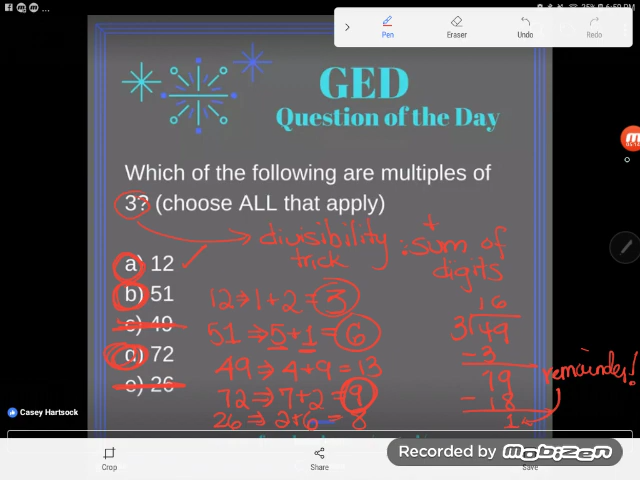 Pen
Eraser
Undo
Redo
GED
Question of the Day
Which of the following are multiples of
3? (choose ALL that apply)
divisibility : sum of
trick digits
a) 12
b) 51
c) 49
d) 72
e) 26
12 ⇒ 1 + 2 = 3
51 ⇒ 5 + 1 = 6
49 ⇒ 4 + 9 = 13
72 ⇒ 7 + 2 = 9
26 ⇒ 2 + 6 = 8
16
3 49
- 3
19
- 18
1
remainder!
Casey Hartsock
Crop
Share
Save
Recorded by
mobizen